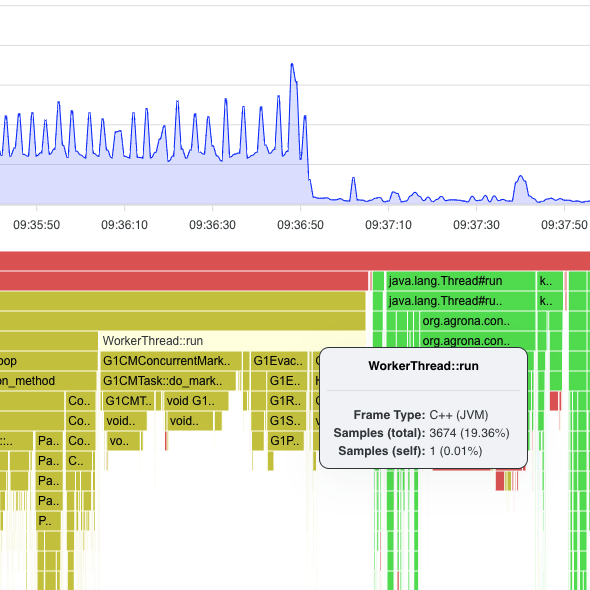 09:35:50 09:36:10 09:36:30 09:36:50 09:37:10 09:37:30 09:37:50
java.lang.Thread#run k..
java.lang.Thread#ru.. k..
org.agrona.con..
WorkerThread::run org.agrona.con..
oop G1CMConcurrentMark.. G1Evac..
on_method G1CMTask::do_mark.. G1E..
Co.. G1CMT.. void G1.. G1R..
Co.. void.. void.. G1S..
::.. Pa.. Co.. vo.. G1P..
Pa.. C..
Pa..
Pa..
P..
WorkerThread::run
Frame Type: C++ (JVM)
Samples (total): 3674 (19.36%)
Samples (self): 1 (0.01%)